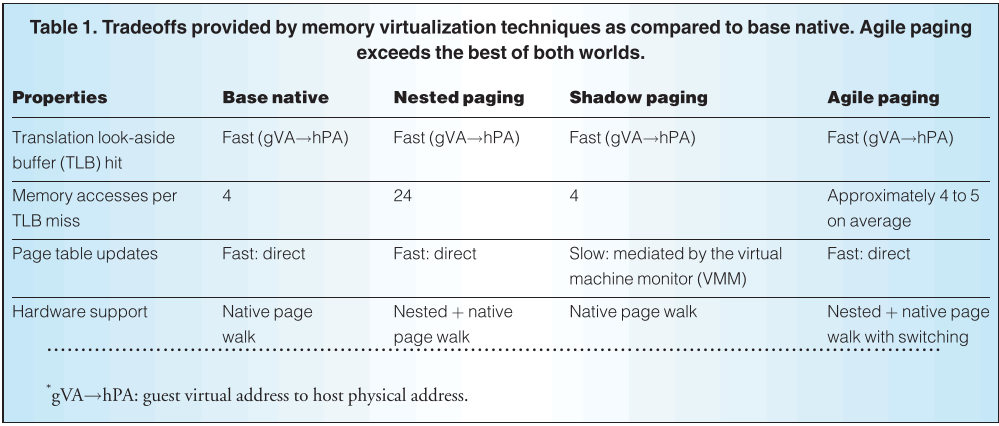 Table 1. Tradeoffs provided by memory virtualization techniques as compared to base native. Agile paging
exceeds the best of both worlds.
Properties Base native Nested paging Shadow paging Agile paging
Translation look-aside Fast (gVA→hPA) Fast (gVA→hPA) Fast (gVA→hPA) Fast (gVA→hPA)
buffer (TLB) hit
Memory accesses per 4 24 4 Approximately 4 to 5
TLB miss on average
Page table updates Fast: direct Fast: direct Slow: mediated by the virtual Fast: direct
machine monitor (VMM)
Hardware support Native page Nested + native Native page walk Nested + native page
walk page walk walk with switching
*gVA→hPA: guest virtual address to host physical address.